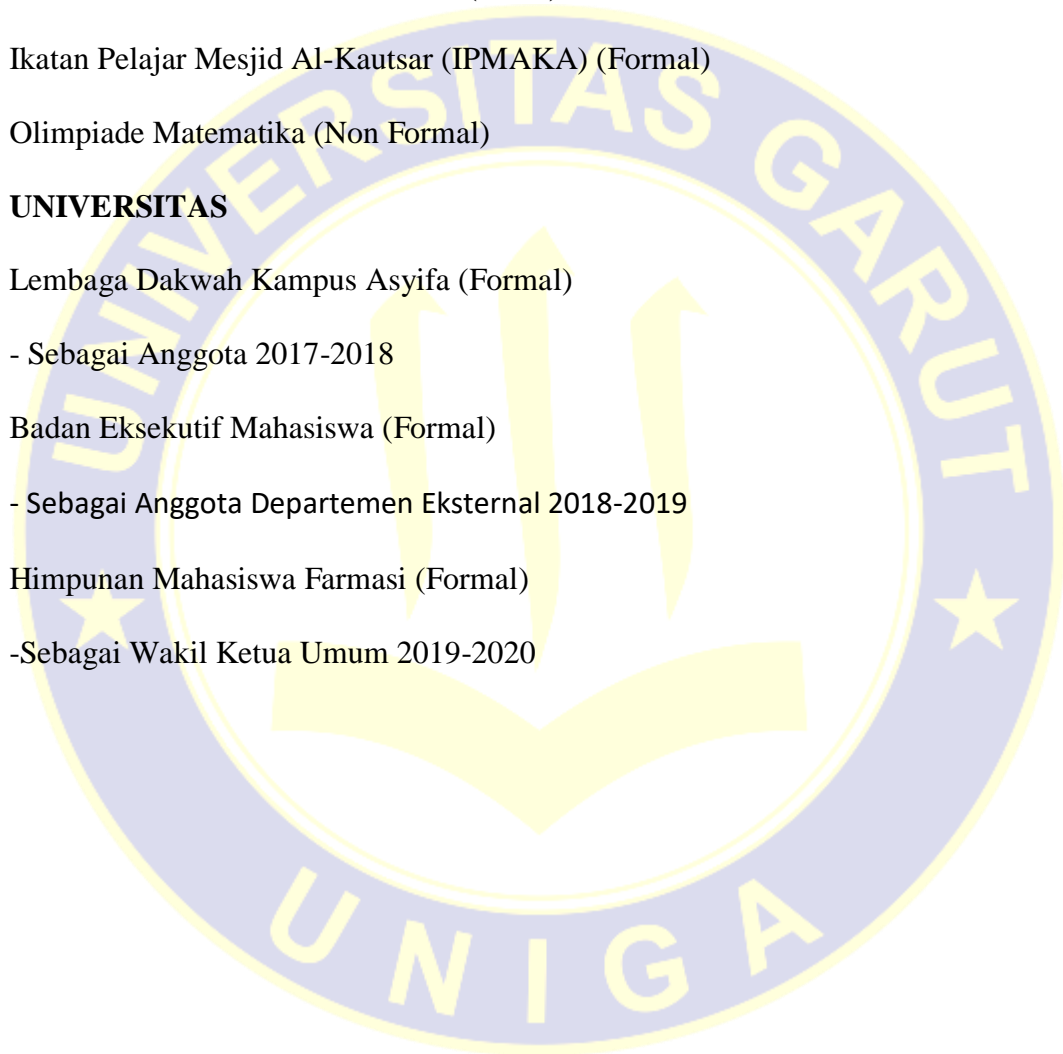 Ikatan Pelajar Mesjid Al-Kautsar (IPMAKA) (Formal)
Olimpiade Matematika (Non Formal)
UNIVERSITAS
Lembaga Dakwah Kampus Asyifa (Formal)
- Sebagai Anggota 2017-2018
Badan Eksekutif Mahasiswa (Formal)
- Sebagai Anggota Departemen Eksternal 2018-2019
Himpunan Mahasiswa Farmasi (Formal)
-Sebagai Wakil Ketua Umum 2019-2020
UNIVERSITAS GARUT
UNIGA